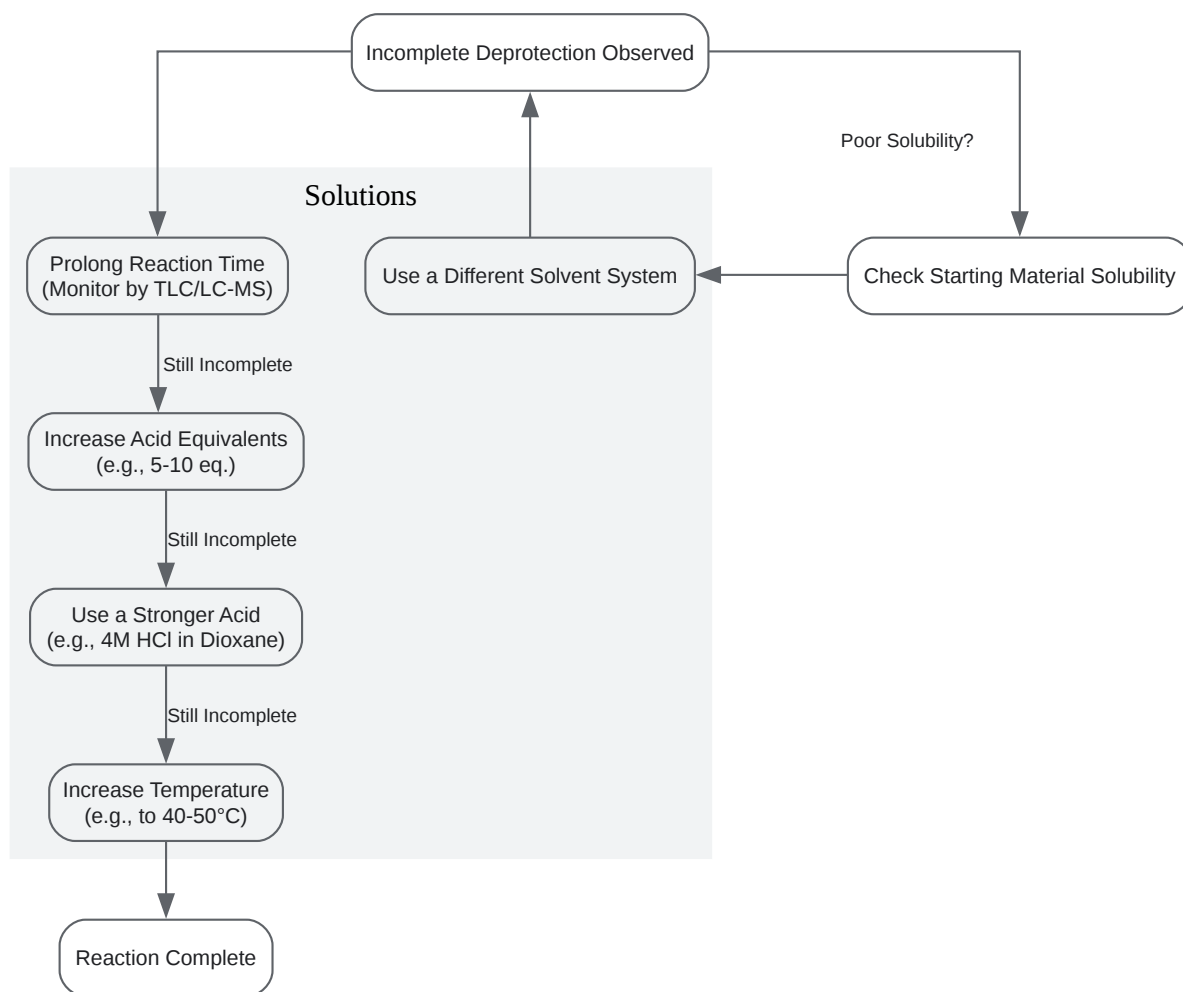 Incomplete Deprotection Observed
Poor Solubility?
Solutions
Prolong Reaction Time
(Monitor by TLC/LC-MS)
Use a Different Solvent System
Check Starting Material Solubility
Still Incomplete
Increase Acid Equivalents
(e.g., 5-10 eq.)
Still Incomplete
Use a Stronger Acid
(e.g., 4M HCl in Dioxane)
Still Incomplete
Increase Temperature
(e.g., to 40-50°C)
Reaction Complete